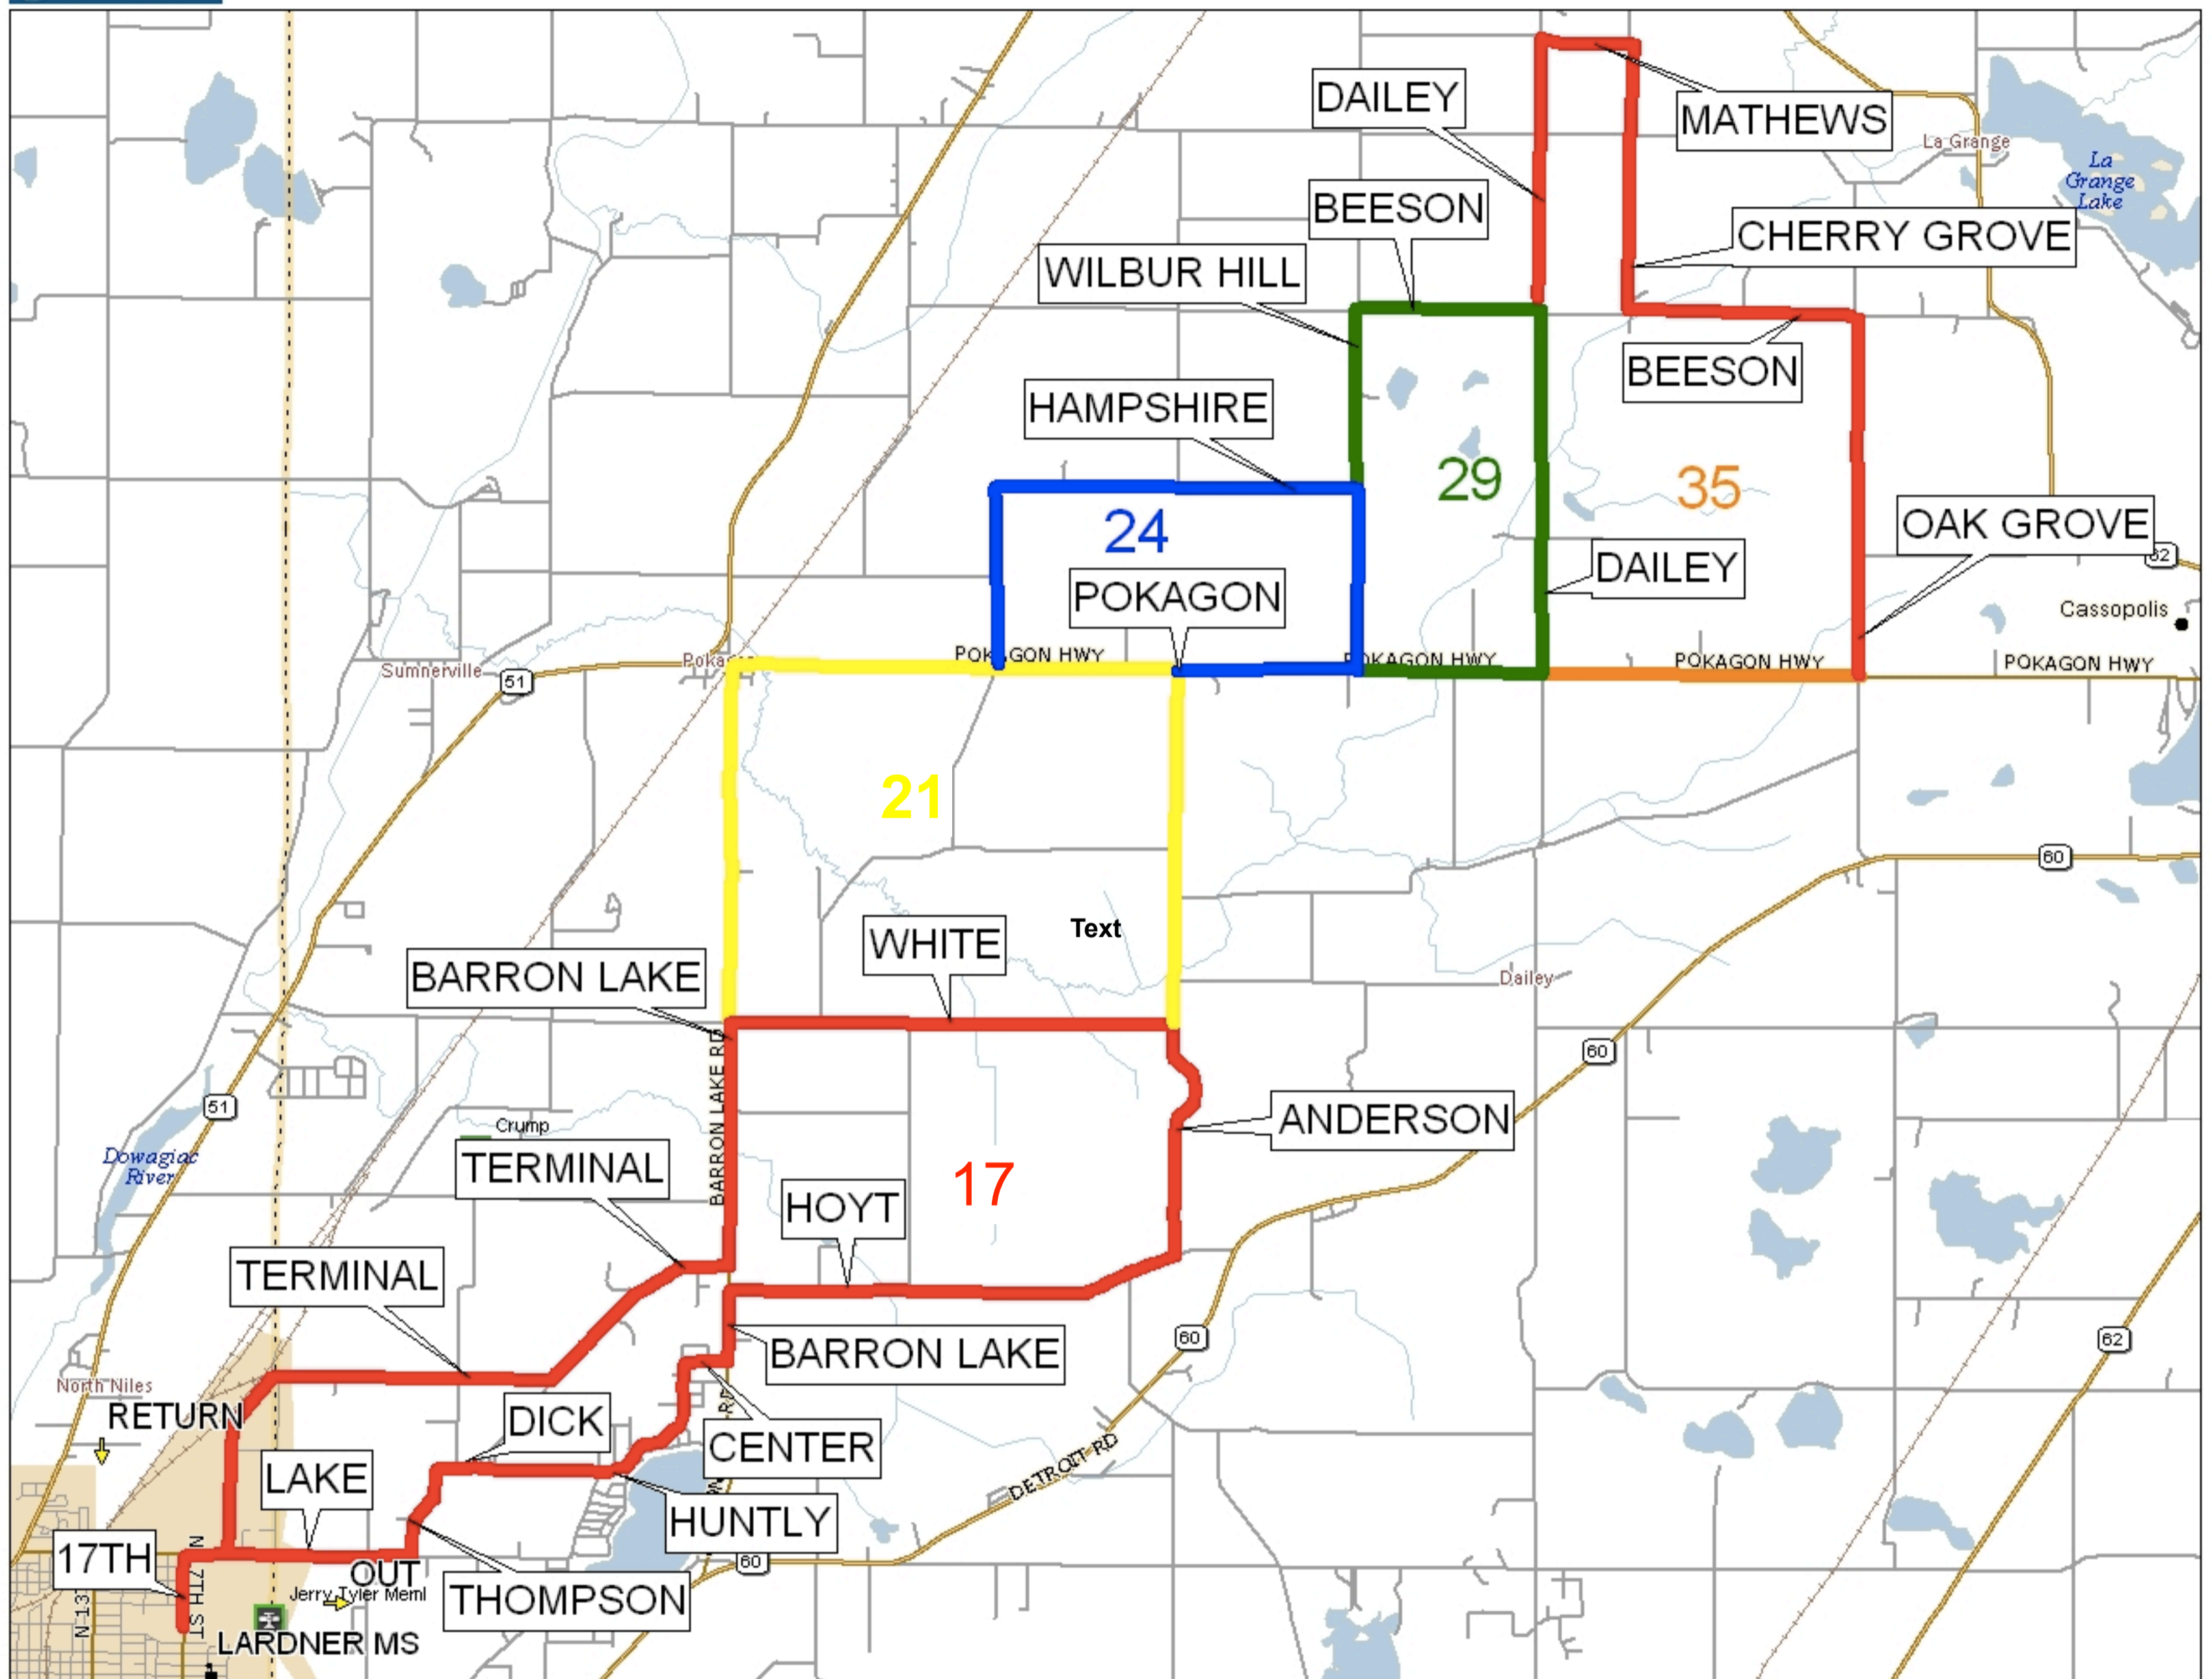 DAILEY
MATHEWS
La Grange
La
Grange
Lake
BEESON
CHERRY GROVE
WILBUR HILL
BEESON
HAMPSHIRE
29
35
24
OAK GROVE
62
DAILEY
POKAGON
Cassopolis
POKAGON HWY
POKAGON HWY
POKAGON HWY
POKAGON HWY
Sumnerville
51
21
60
WHITE
Text
BARRON LAKE
Dailey
BARRON LAKE RD
60
51
Crump
ANDERSON
Dowagiac
River
TERMINAL
17
HOYT
TERMINAL
60
62
BARRON LAKE
North Niles
RETURN
DICK
CENTER
LAKE
DETROIT RD
HUNTLY
17TH
OUT
60
Jerry Tyler Meml
THOMPSON
LARDNER MS